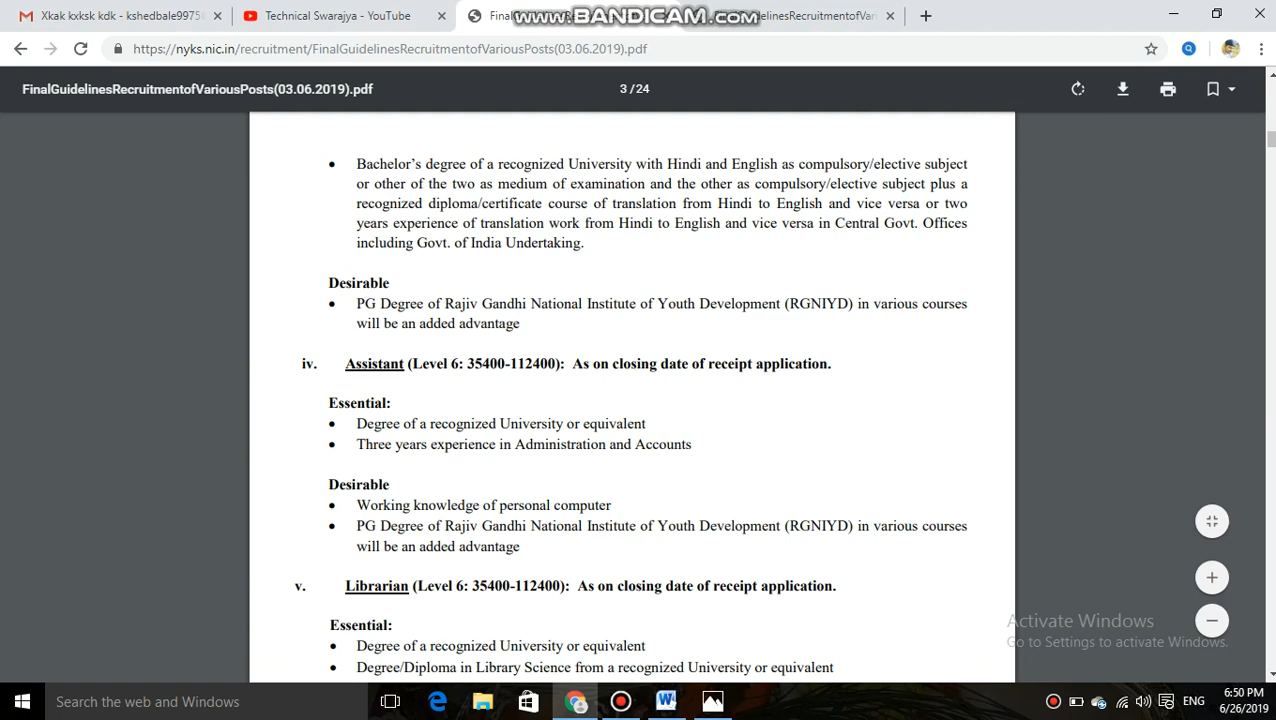 Xkak kxksk kdk - kshedbale9975
Technical Swarajya - YouTube
www.BANDICAM.com
https://nyks.nic.in/recruitment/FinalGuidelinesRecruitmentofVariousPosts(03.06.2019).pdf
FinalGuidelinesRecruitmentofVariousPosts(03.06.2019).pdf
3 / 24
• Bachelor's degree of a recognized University with Hindi and English as compulsory/elective subject
or other of the two as medium of examination and the other as compulsory/elective subject plus a
recognized diploma/certificate course of translation from Hindi to English and vice versa or two
years experience of translation work from Hindi to English and vice versa in Central Govt. Offices
including Govt. of India Undertaking.
Desirable
• PG Degree of Rajiv Gandhi National Institute of Youth Development (RGNIYD) in various courses
will be an added advantage
iv. Assistant (Level 6: 35400-112400): As on closing date of receipt application.
Essential:
• Degree of a recognized University or equivalent
• Three years experience in Administration and Accounts
Desirable
• Working knowledge of personal computer
• PG Degree of Rajiv Gandhi National Institute of Youth Development (RGNIYD) in various courses
will be an added advantage
v. Librarian (Level 6: 35400-112400): As on closing date of receipt application.
Essential:
• Degree of a recognized University or equivalent
• Degree/Diploma in Library Science from a recognized University or equivalent
Activate Windows
Go to Settings to activate Windows.
Search the web and Windows
ENG
6:50 PM
6/26/2019